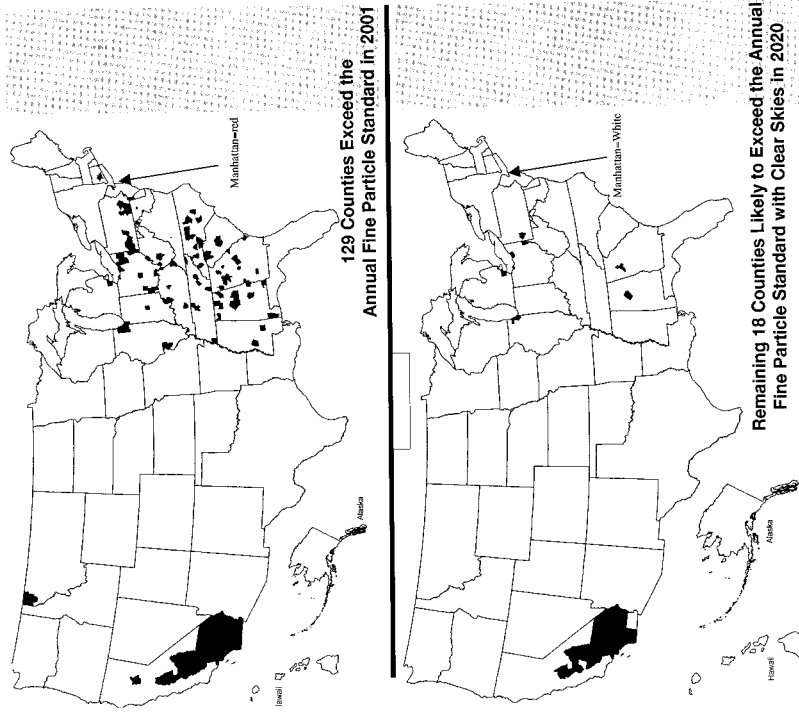 129 Counties Exceed the
Annual Fine Particle Standard in 2001
Manhattan=red
Alaska
Hawaii
Remaining 18 Counties Likely to Exceed the Annual
Fine Particle Standard with Clear Skies in 2020
Manhattan=White
Alaska
Hawaii